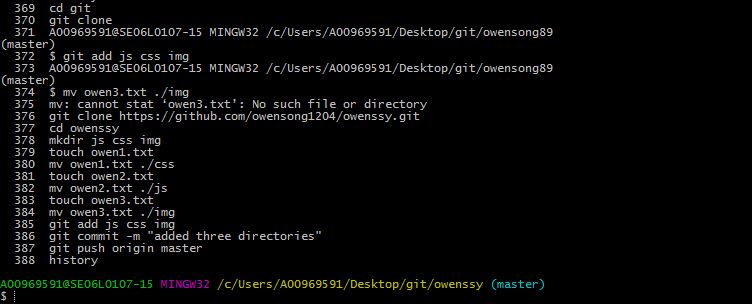 369 cd git
370 git clone
371 A00969591@SE06L0107-15 MINGW32 /c/Users/A00969591/Desktop/git/owensong89
(master)
372 $ git add js css img
373 A00969591@SE06L0107-15 MINGW32 /c/Users/A00969591/Desktop/git/owensong89
(master)
374 $ mv owen3.txt ./img
375 mv: cannot stat ‘owen3.txt’: No such file or directory
376 git clone https://github.com/owensong1204/owenssy.git
377 cd owenssy
378 mkdir js css img
379 touch owen1.txt
380 mv owen1.txt ./css
381 touch owen2.txt
382 mv owen2.txt ./js
383 touch owen3.txt
384 mv owen3.txt ./img
385 git add js css img
386 git commit -m "added three directories"
387 git push origin master
388 history
A00969591@SE06L0107-15 MINGW32 /c/Users/A00969591/Desktop/git/owenssy (master)
$